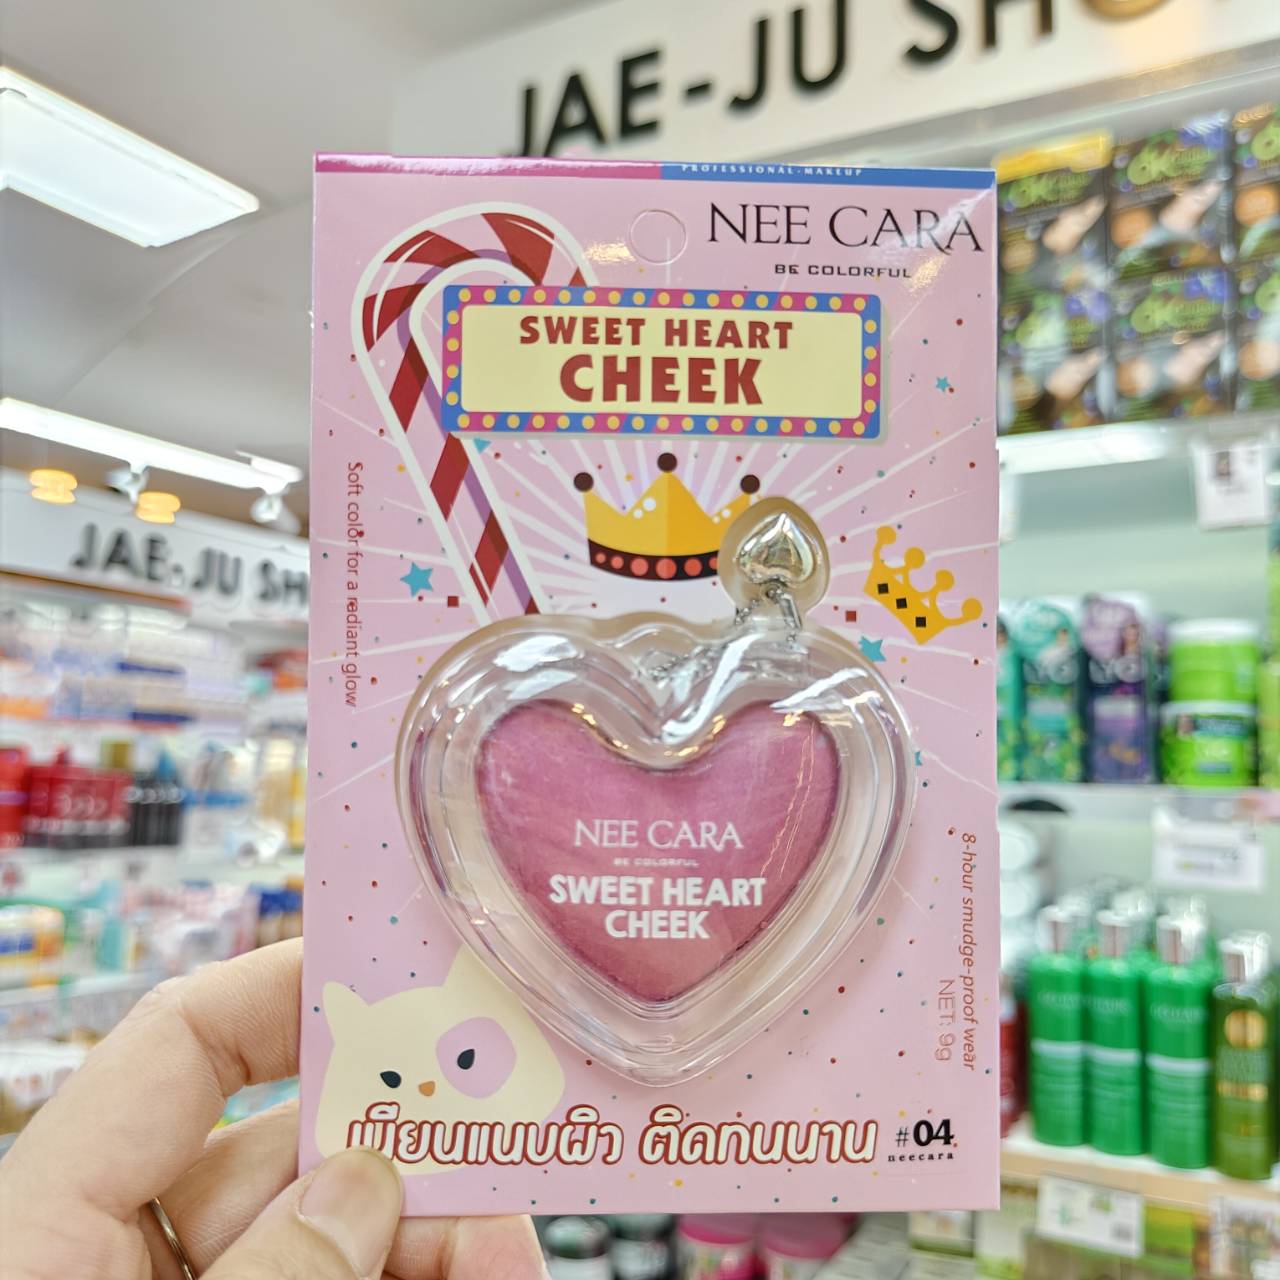 JAE-JU SHO
PROFESSIONAL·MAKEUP
NEE CARA
BE COLORFUL
SWEET HEART
CHEEK
Soft color for a radiant glow
JAE-JU SH
NEE CARA
BE COLORFUL
SWEET HEART
CHEEK
8-hour smudge-proof wear
NET: 9g
เนียนแนบผิว ติดทนนาน
#04
neecara